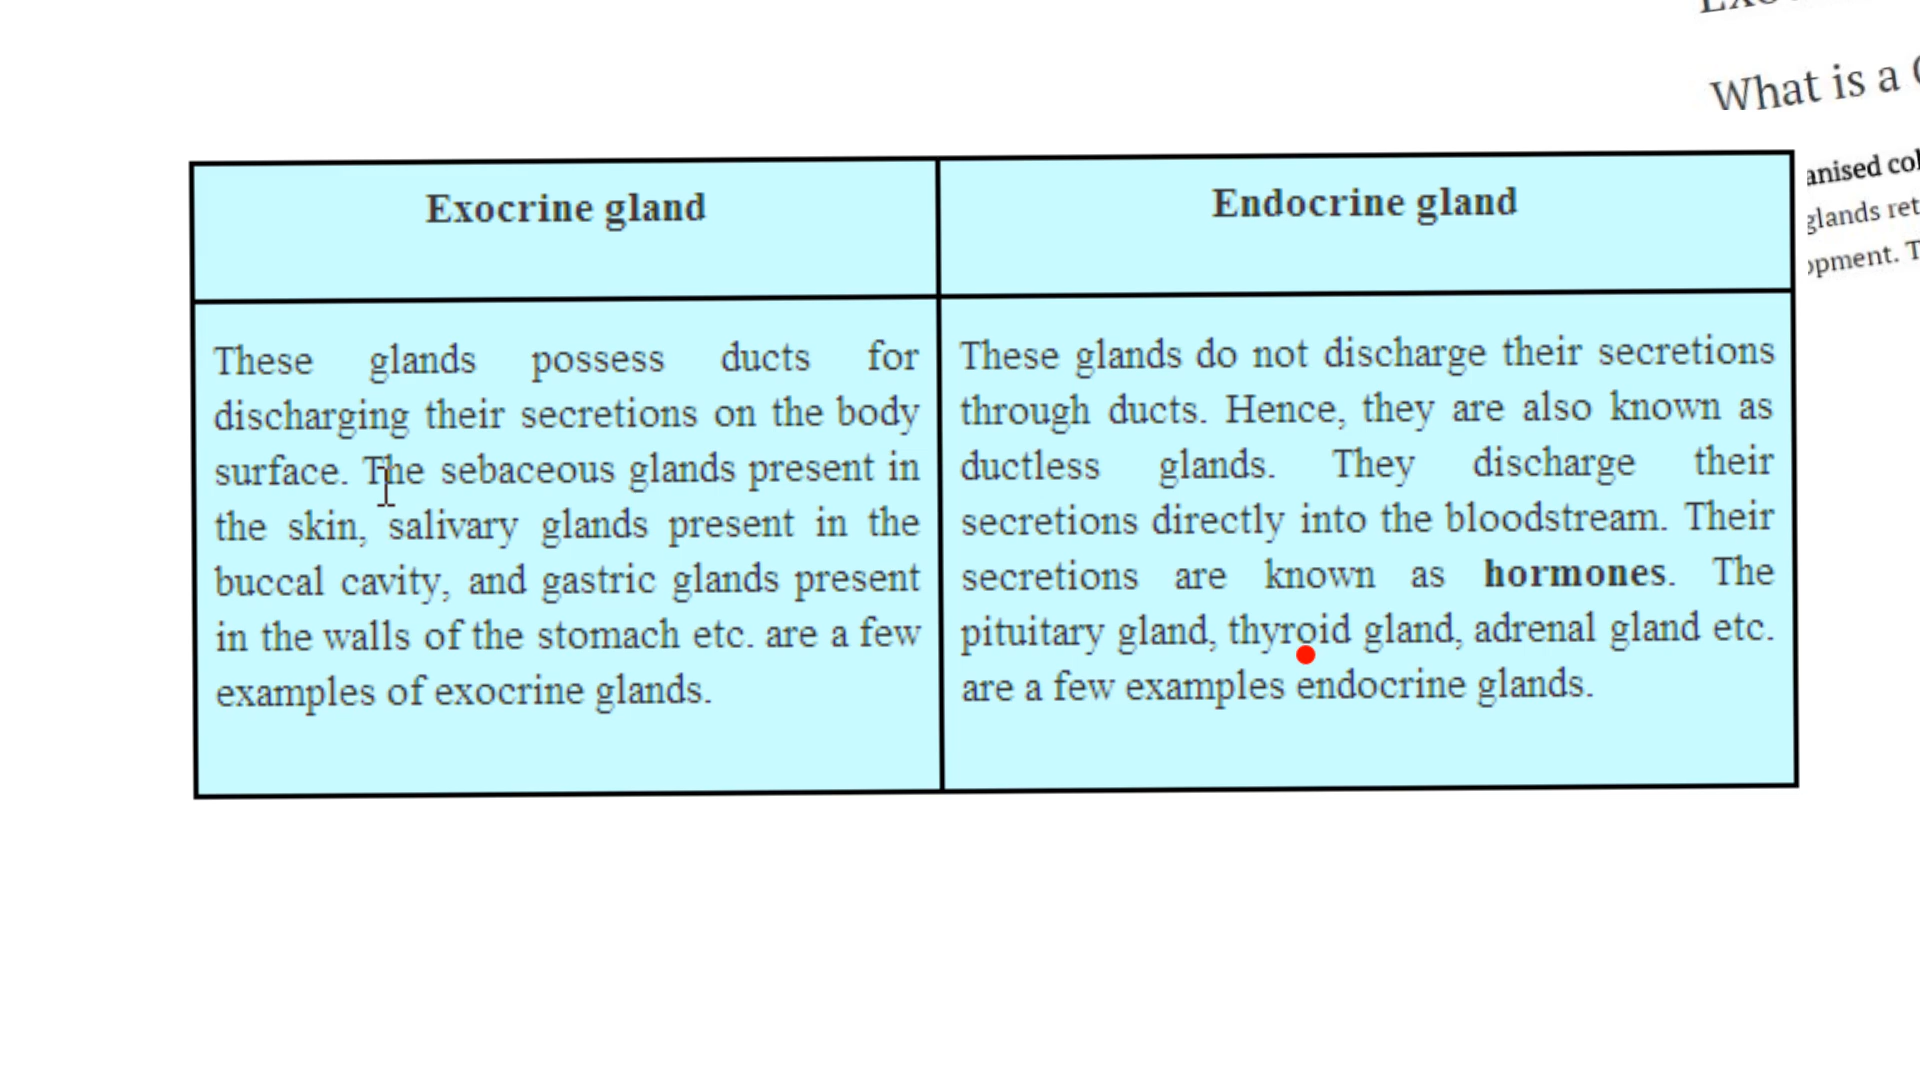 What is a
Exocrine gland
Endocrine gland
These glands possess ducts for
discharging their secretions on the body
surface. The sebaceous glands present in
the skin, salivary glands present in the
buccal cavity, and gastric glands present
in the walls of the stomach etc. are a few
examples of exocrine glands.
These glands do not discharge their secretions
through ducts. Hence, they are also known as
ductless glands. They discharge their
secretions directly into the bloodstream. Their
secretions are known as hormones. The
pituitary gland, thyroid gland, adrenal gland etc.
are a few examples endocrine glands.
glands